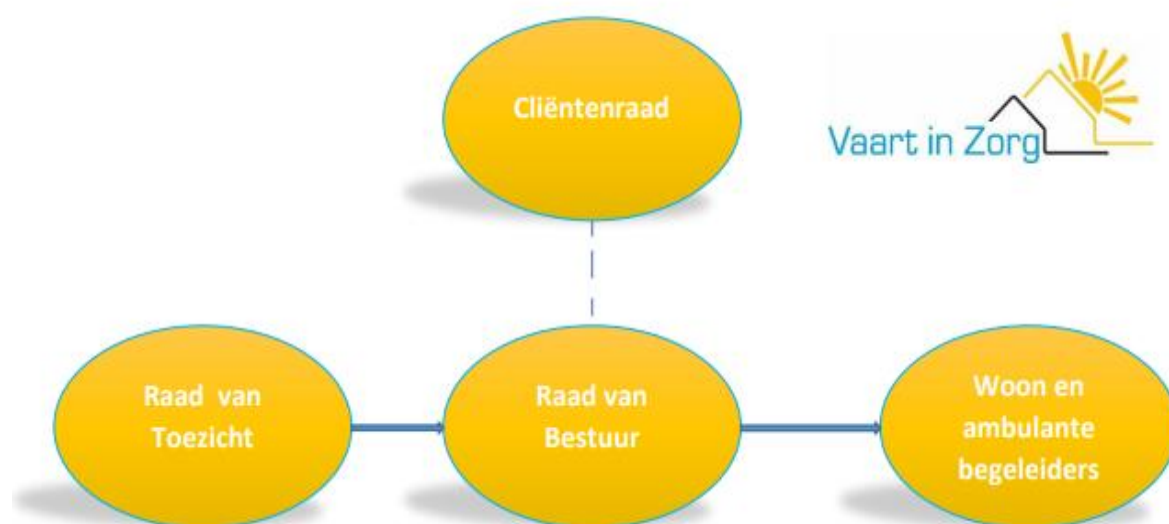 Cliëntenraad
Vaart in Zorg
Raad van
Toezicht
Raad van
Bestuur
Woon en
ambulante
begeleiders